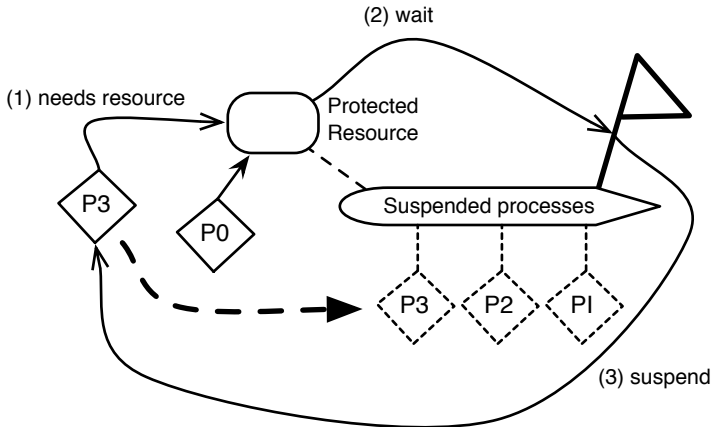 (2) wait
(1) needs resource
Protected
Resource
P3
P0
Suspended processes
P3
P2
PI
(3) suspend